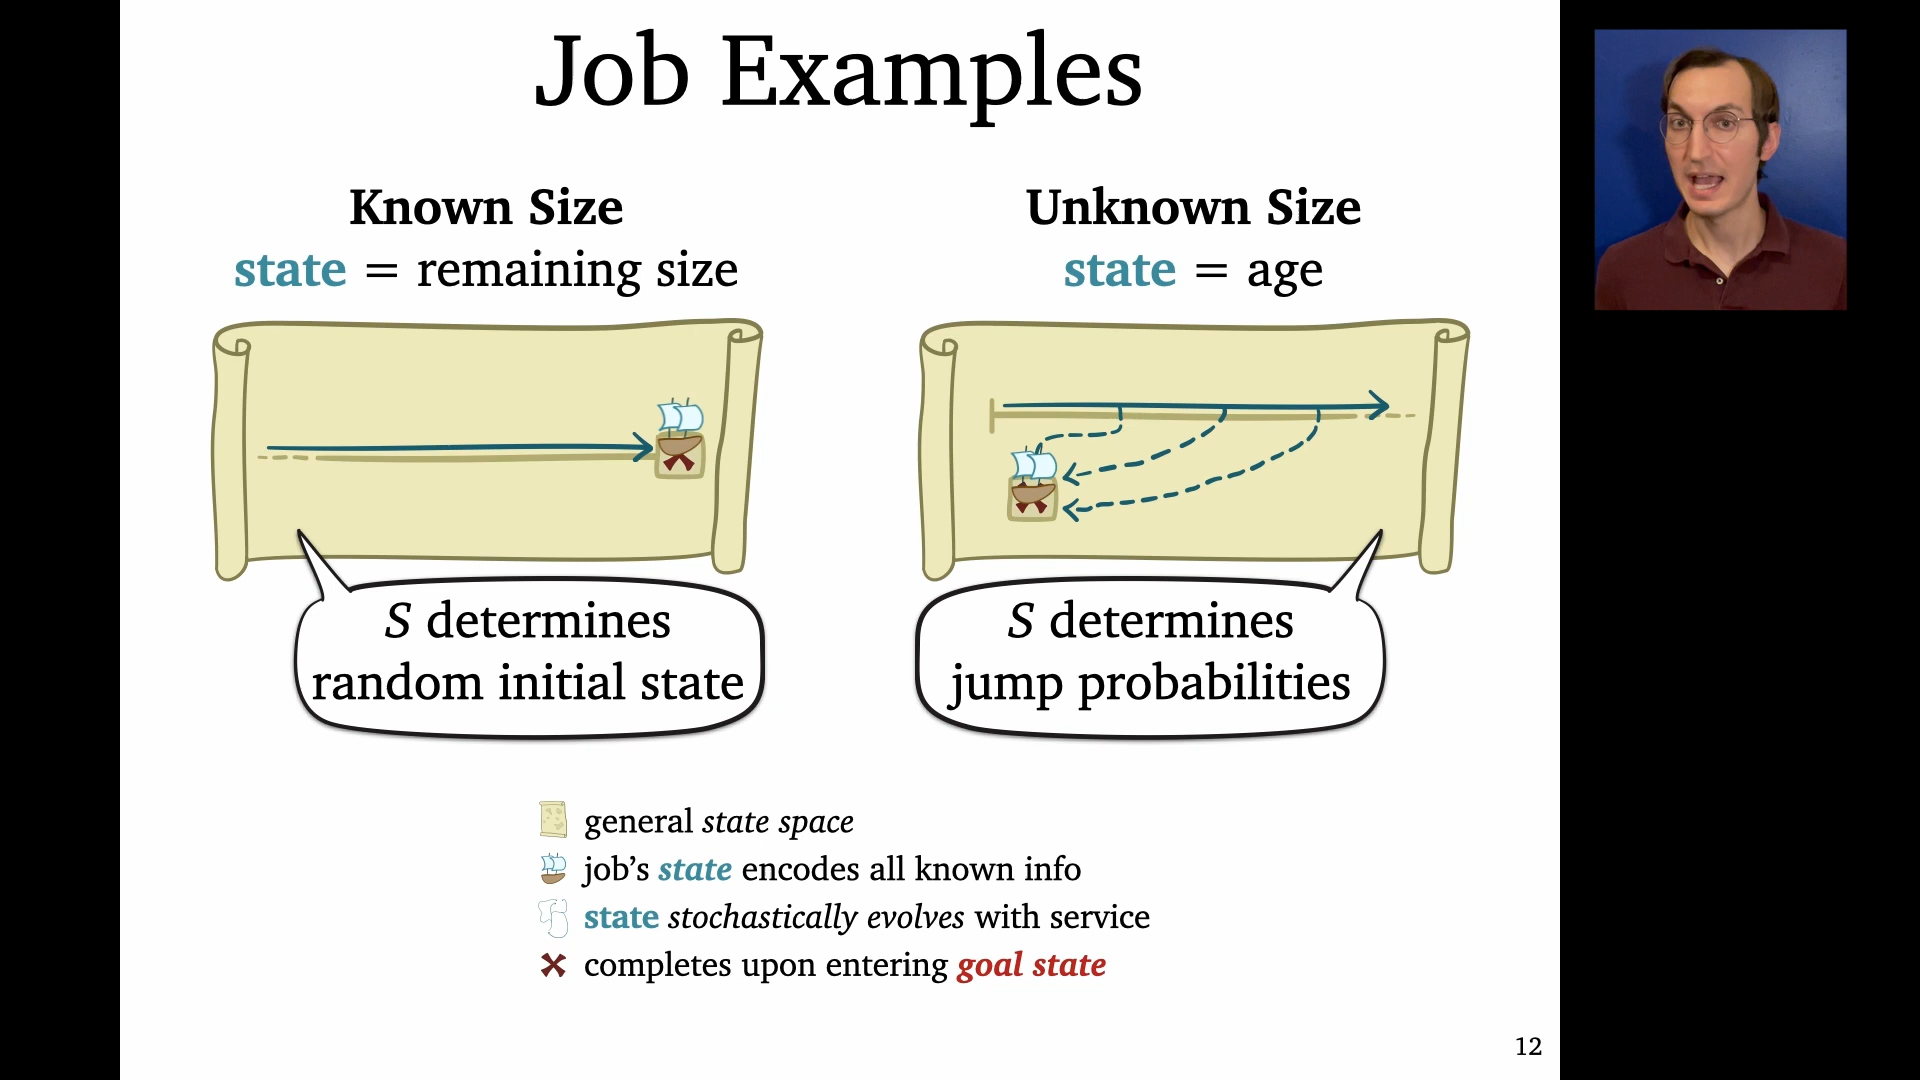 Job Examples
Known Size
state = remaining size
S determines
random initial state
Unknown Size
state = age
S determines
jump probabilities
general state space
job’s state encodes all known info
state stochastically evolves with service
completes upon entering goal state
12